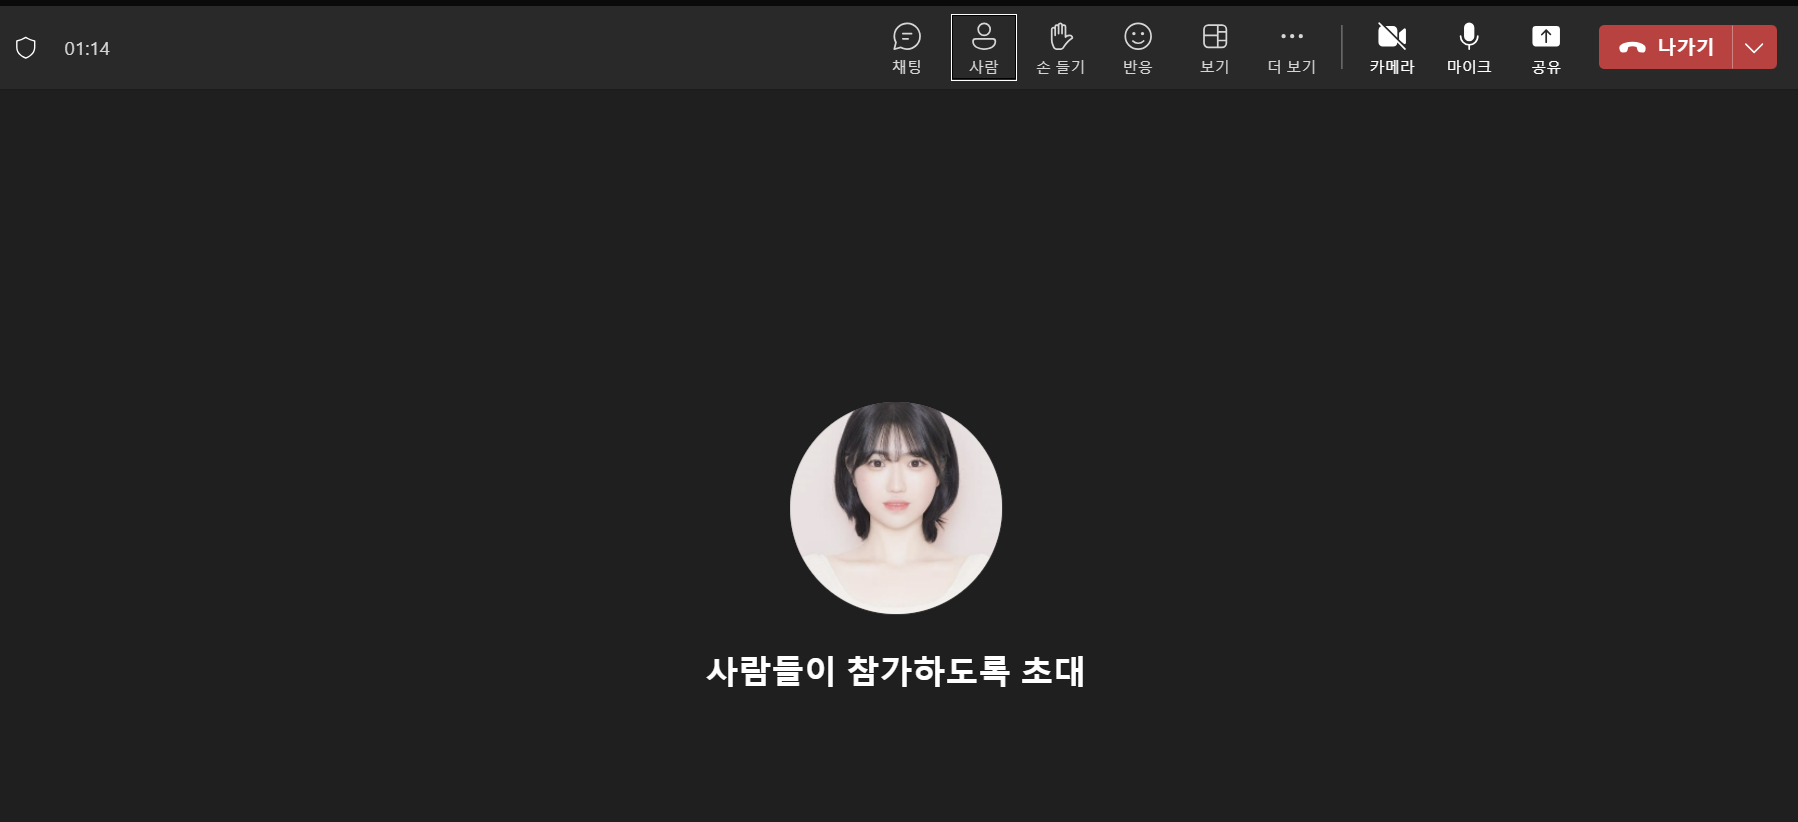 01:14
채팅
사람
손 들기
반응
보기
더 보기
카메라
마이크
공유
나가기
사람들이 참가하도록 초대